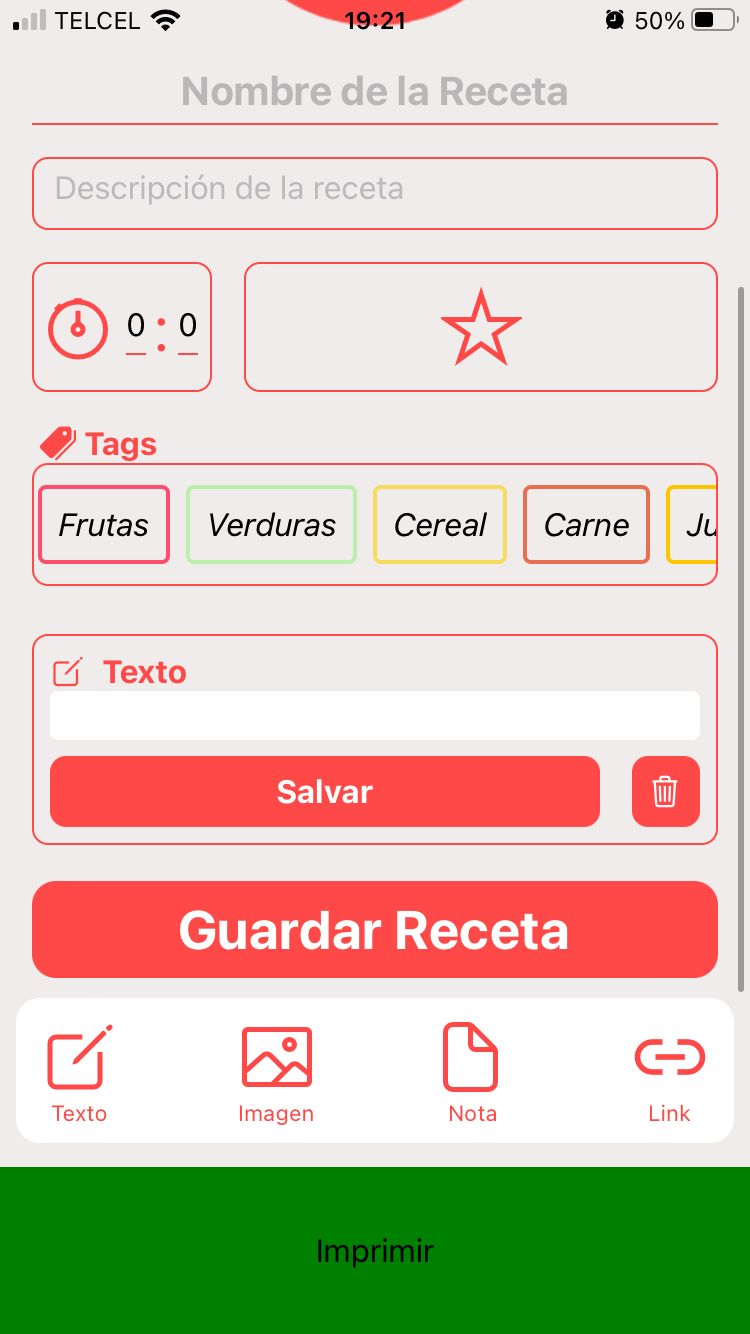 TELCEL 19:21 50%
Nombre de la Receta
Descripción de la receta
0 : 0
Tags
Frutas Verduras Cereal Carne Ju
Texto
Salvar
Guardar Receta
Texto Imagen Nota Link
Imprimir